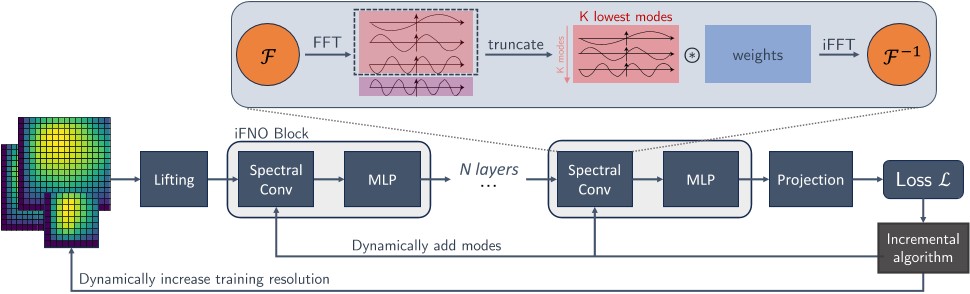 K lowest modes
ℱ
FFT
truncate
K modes
⊛
weights
iFFT
ℱ⁻¹
iFNO Block
Lifting
Spectral
Conv
MLP
N layers
...
Spectral
Conv
MLP
Projection
Loss ℒ
Incremental
algorithm
Dynamically add modes
Dynamically increase training resolution